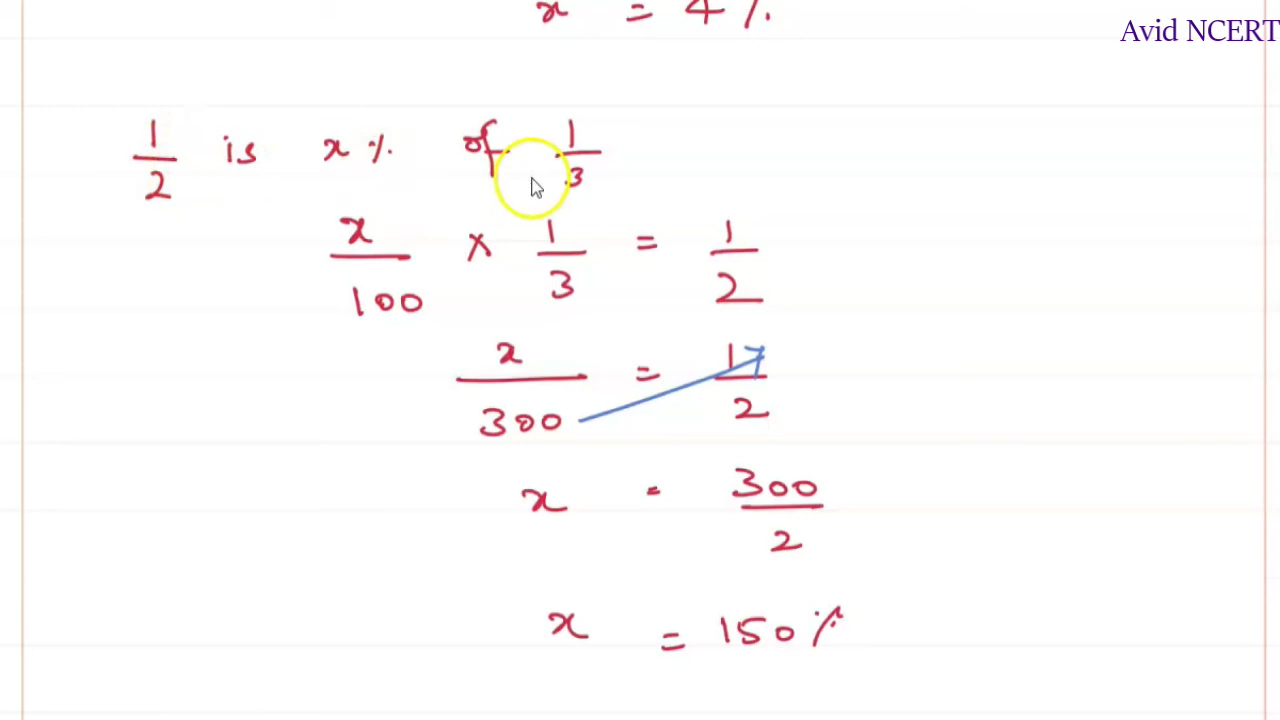 x = 4%
Avid NCERT
1/2 is x% of 1/3
x/100 × 1/3 = 1/2
x/300 = 1/2
x = 300/2
x = 150%